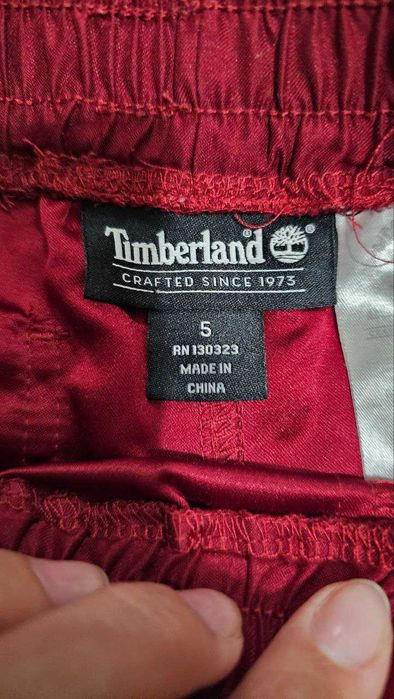 Timberland®
CRAFTED SINCE 1973
5
RN 130323
MADE IN
CHINA